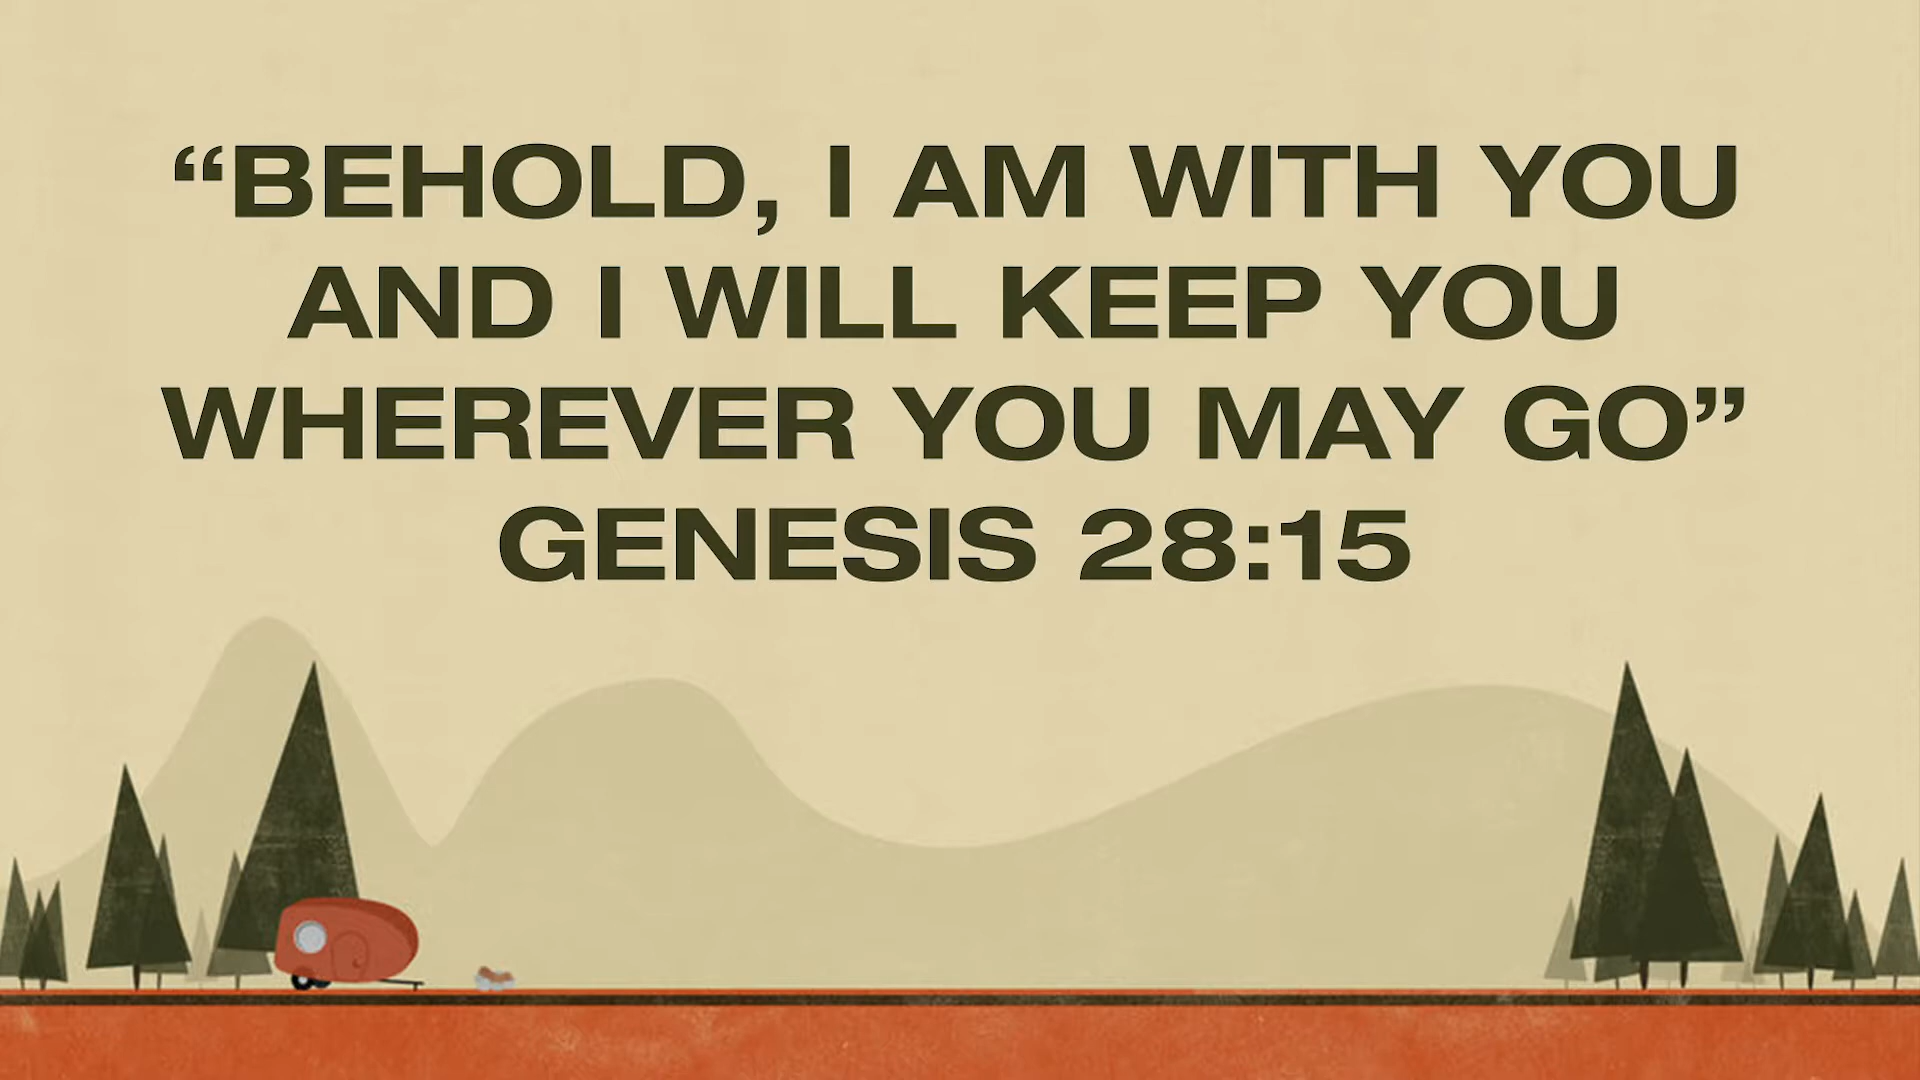 “BEHOLD, I AM WITH YOU
AND I WILL KEEP YOU
WHEREVER YOU MAY GO”
GENESIS 28:15